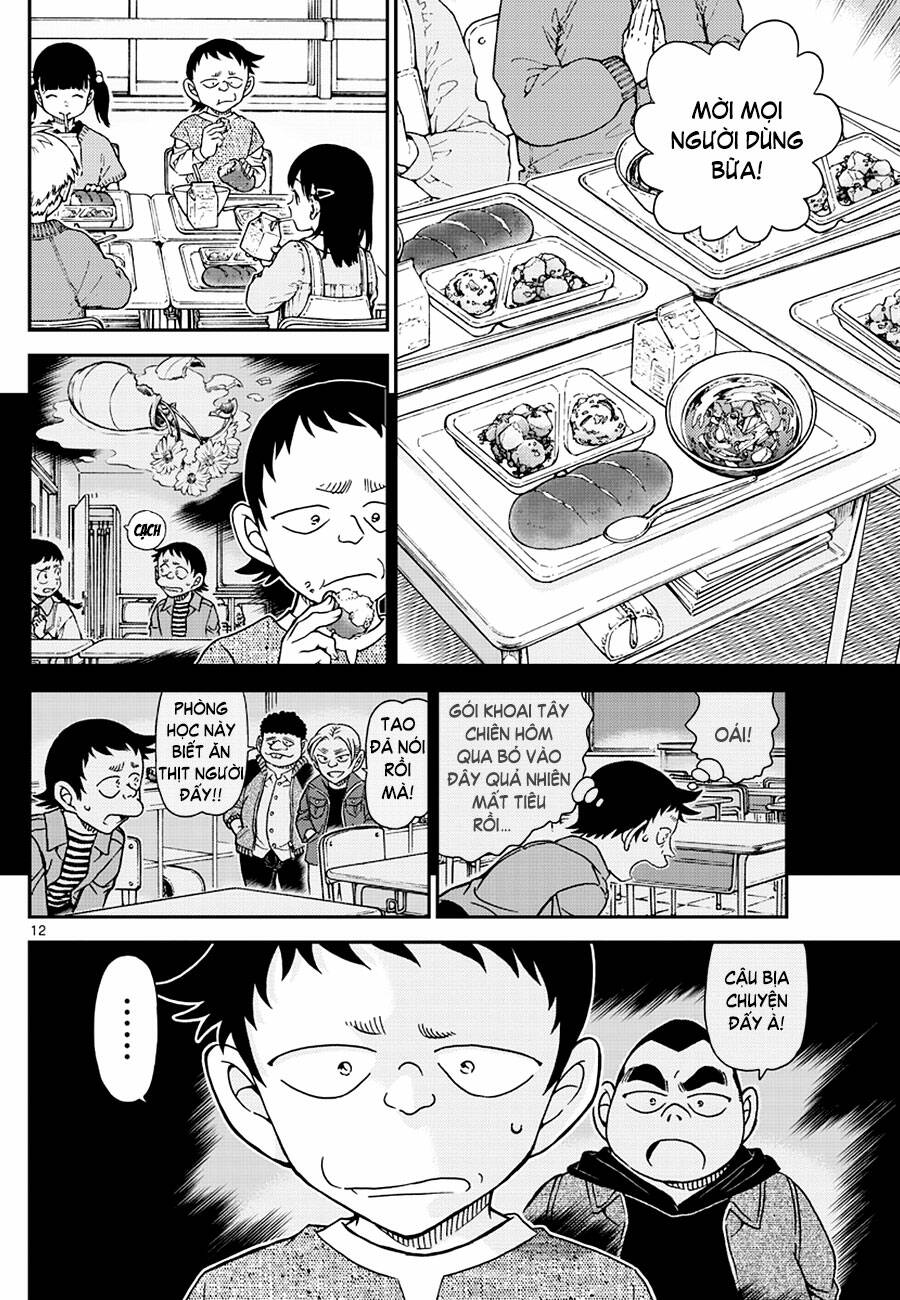 MỜI MỌI
NGƯỜI DÙNG
BỮA!
CẠCH
OÁI!
GÓI KHOAI TÂY
CHIÊN HÔM
QUA BỎ VÀO
ĐÂY QUẢ NHIÊN
MẤT TIÊU
RỒI...
TAO
ĐÃ NÓI
RỒI
MÀ!
PHÒNG
HỌC NÀY
BIẾT ĂN
THỊT NGƯỜI
ĐẤY!!
12
CẬU BỊA
CHUYỆN
ĐẤY À!
......